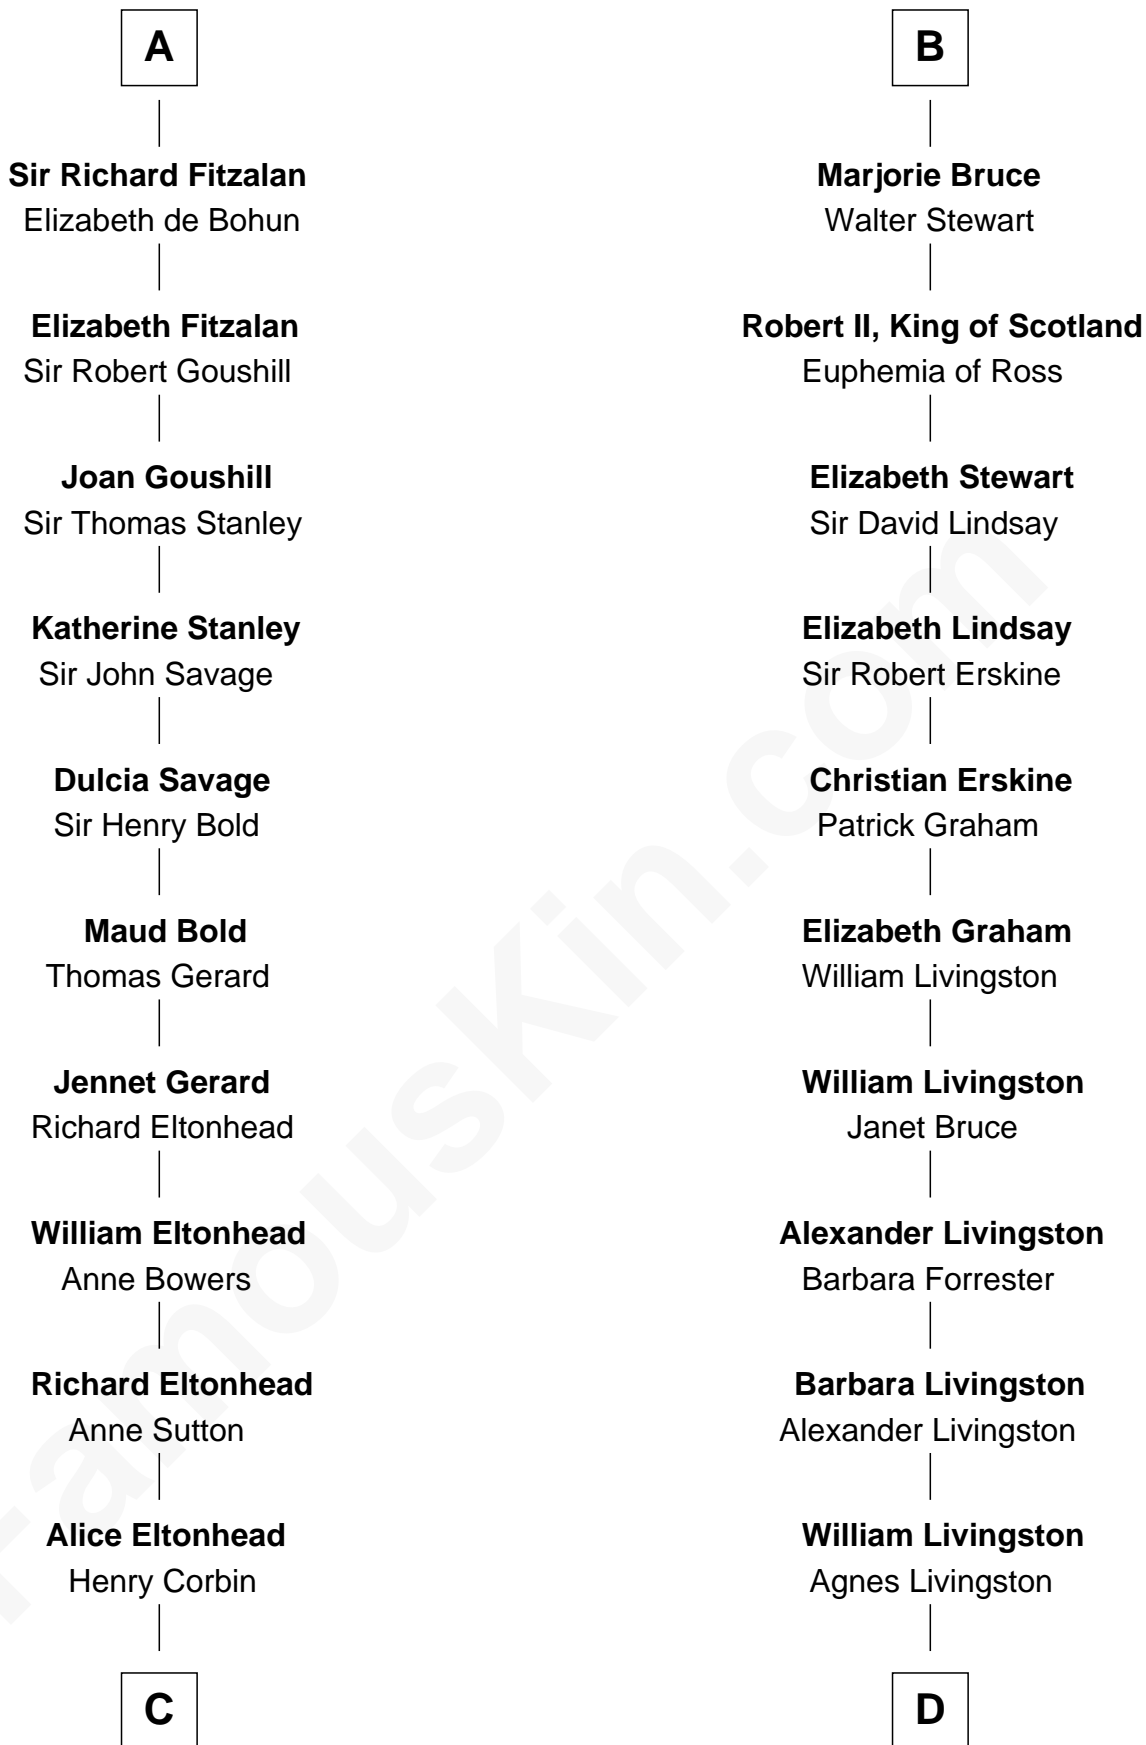 A
Sir Richard Fitzalan
Elizabeth de Bohun
Elizabeth Fitzalan
Sir Robert Goushill
Joan Goushill
Sir Thomas Stanley
Katherine Stanley
Sir John Savage
Dulcia Savage
Sir Henry Bold
Maud Bold
Thomas Gerard
Jennet Gerard
Richard Eltonhead
William Eltonhead
Anne Bowers
Richard Eltonhead
Anne Sutton
Alice Eltonhead
Henry Corbin
C
B
Marjorie Bruce
Walter Stewart
Robert II, King of Scotland
Euphemia of Ross
Elizabeth Stewart
Sir David Lindsay
Elizabeth Lindsay
Sir Robert Erskine
Christian Erskine
Patrick Graham
Elizabeth Graham
William Livingston
William Livingston
Janet Bruce
Alexander Livingston
Barbara Forrester
Barbara Livingston
Alexander Livingston
William Livingston
Agnes Livingston
D
FamousKin.com